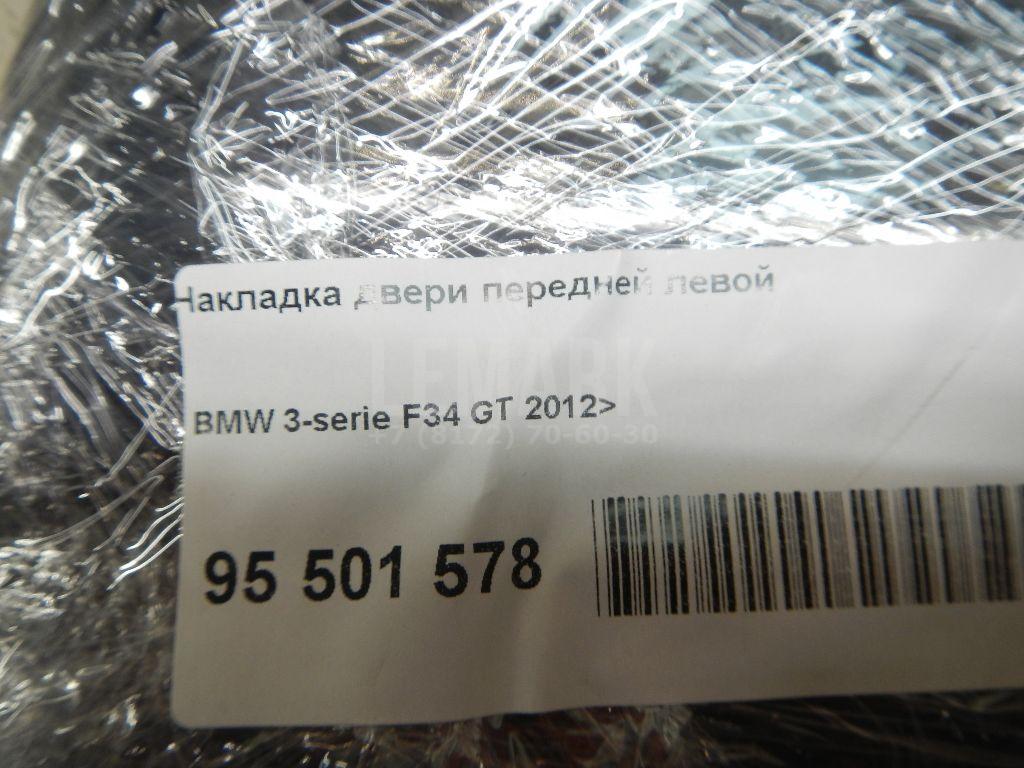 Накладка двери передней левой
LEMARK
BMW 3-serie F34 GT 2012>
+7 (8172) 70-60-30
95 501 578